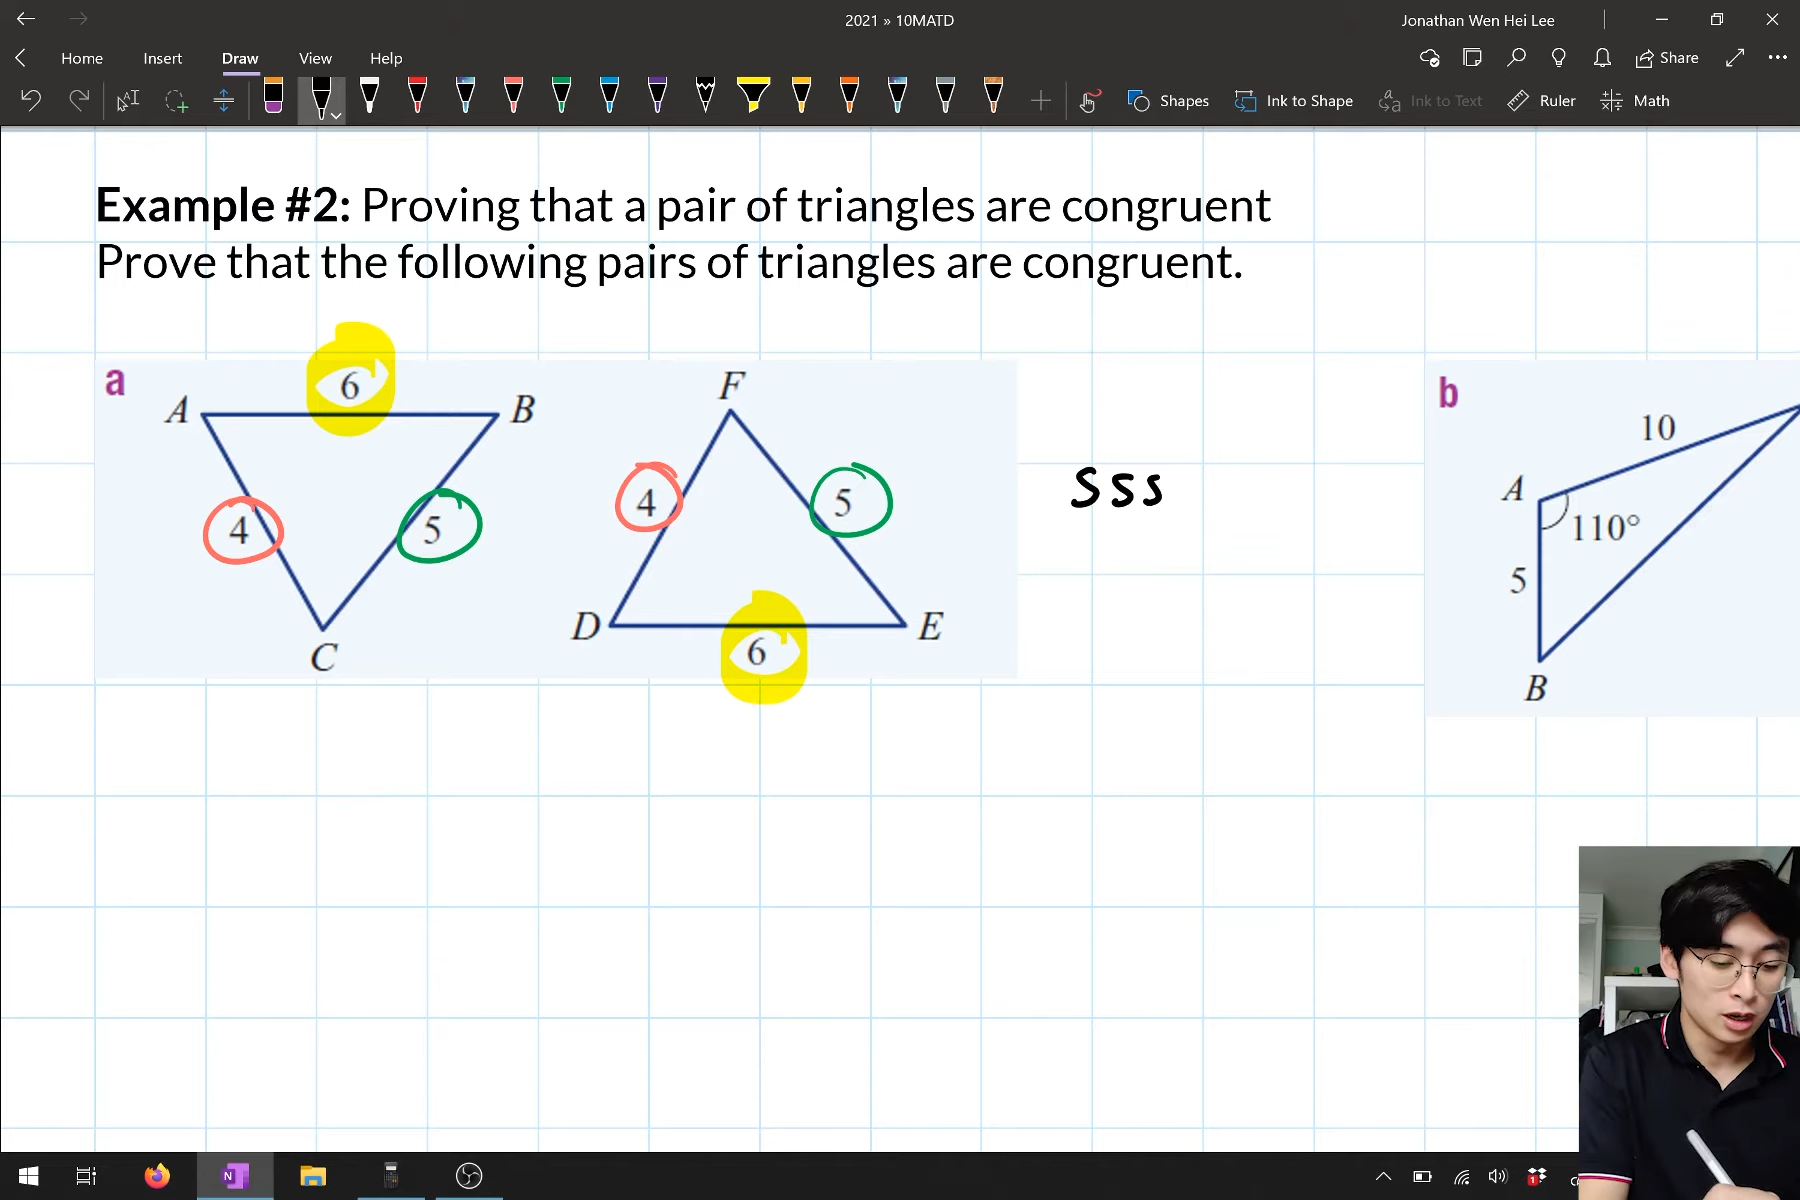 2021 » 10MATD
Jonathan Wen Hei Lee
Home Insert Draw View Help
Share
Shapes Ink to Shape Ink to Text Ruler Math
Example #2: Proving that a pair of triangles are congruent
Prove that the following pairs of triangles are congruent.
a
A 6 B
4 5
C
F
4 5
D 6 E
SSS
b
10
A
110°
5
B